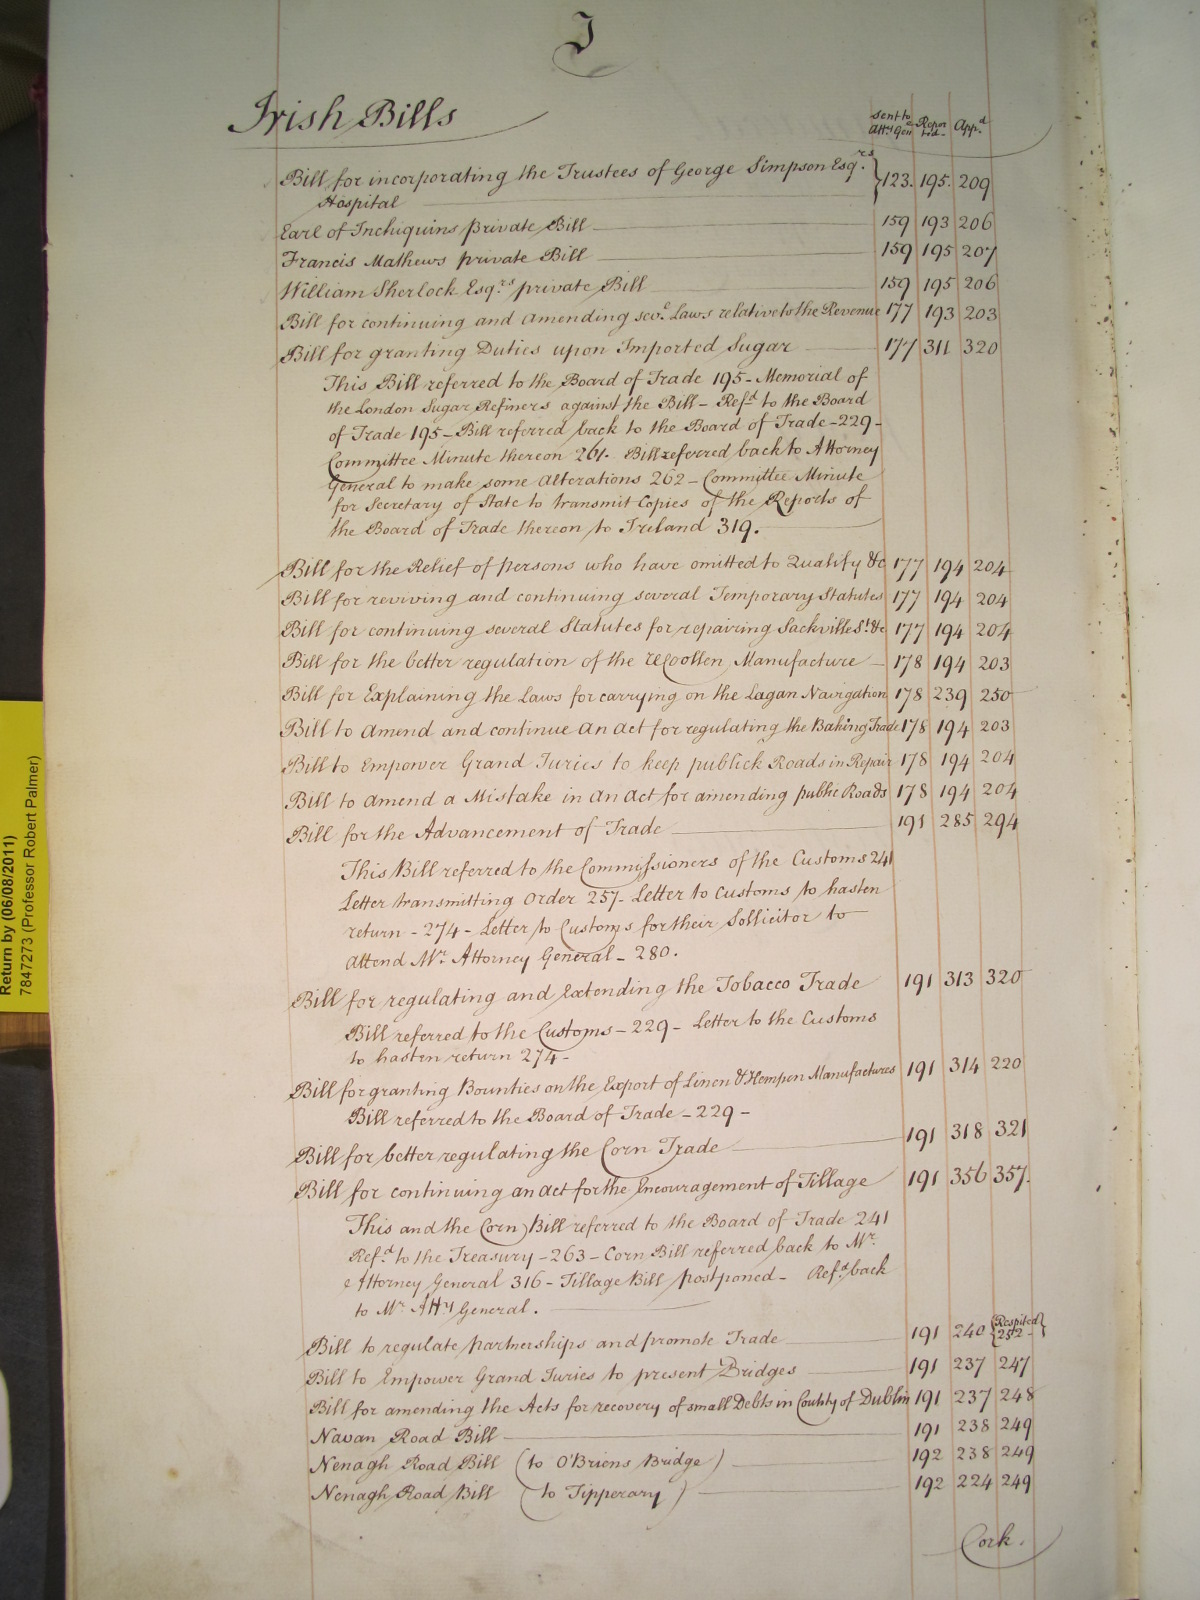 I
Irish Bills
Sent to Atty Gen Repor ted App.d
Bill for incorporating the Trustees of George Simpson Esq.rs
Hospital 123. 195. 209
Earl of Inchiquins private Bill 159 193 206
Francis Mathews private Bill 159 195 207
William Sherlock Esq.rs private Bill 159 195 206
Bill for continuing and amending sev.l Laws relative to the Revenue 177 193 203
Bill for granting Duties upon Imported Sugar 177 311 320
This Bill referred to the Board of Trade 195 - Memorial of
the London Sugar Refiners against the Bill - Ref.d to the Board
of Trade 195 - Bill referred back to the Board of Trade - 229 -
Committee Minute thereon 261. Bill referred back to Attorney
General to make some alterations 262 - Committee Minute
for Secretary of State to transmit Copies of the Reports of
the Board of Trade thereon to Ireland 319.
Bill for the Relief of persons who have omitted to Qualify &c 177 194 204
Bill for reviving and continuing several Temporary Statutes 177 194 204
Bill for continuing several Statutes for repairing Sackville S.t &c 177 194 204
Bill for the better regulation of the Woollen Manufacture - 178 194 203
Bill for Explaining the Laws for carrying on the Lagan Navigation 178 239 250
Bill to amend and continue an act for regulating the Baking Trade 178 194 203
Bill to Empower Grand Juries to keep publick Roads in Repair 178 194 204
Bill to amend a Mistake in an act for amending public Roads 178 194 204
Bill for the Advancement of Trade 191 285 294
This Bill referred to the Commissioners of the Customs 241
Letter transmitting Order 257 - Letter to Customs to hasten
return - 274 - Letter to Customs for their Sollicitor to
attend M.r Attorney General - 280.
Bill for regulating and Extending the Tobacco Trade 191 313 320
Bill referred to the Customs - 229 - Letter to the Customs
to hasten return 274 -
Bill for granting Bounties on the Export of Linen & Hempen Manufactures 191 314 220
Bill referred to the Board of Trade - 229 -
Bill for better regulating the Corn Trade 191 318 321
Bill for continuing an act for the Encouragement of Tillage 191 356 357.
This and the Corn Bill referred to the Board of Trade 241
Ref.d to the Treasury - 263 - Corn Bill referred back to M.r
Attorney General 316 - Tillage Bill postponed - Ref.d back
to M.r Atty General.
Bill to regulate partnerships and promote Trade 191 240 {Respited 252 -}
Bill to Empower Grand Juries to present Bridges 191 237 247
Bill for amending the Acts for recovery of small Debts in County of Dublin 191 237 248
Navan Road Bill 191 238 249
Nenagh Road Bill (to O'Briens Bridge) 192 238 249
Nenagh Road Bill (to Tipperary) 192 224 249
Cork.
Return by (06/08/2011)
7847273 (Professor Robert Palmer)